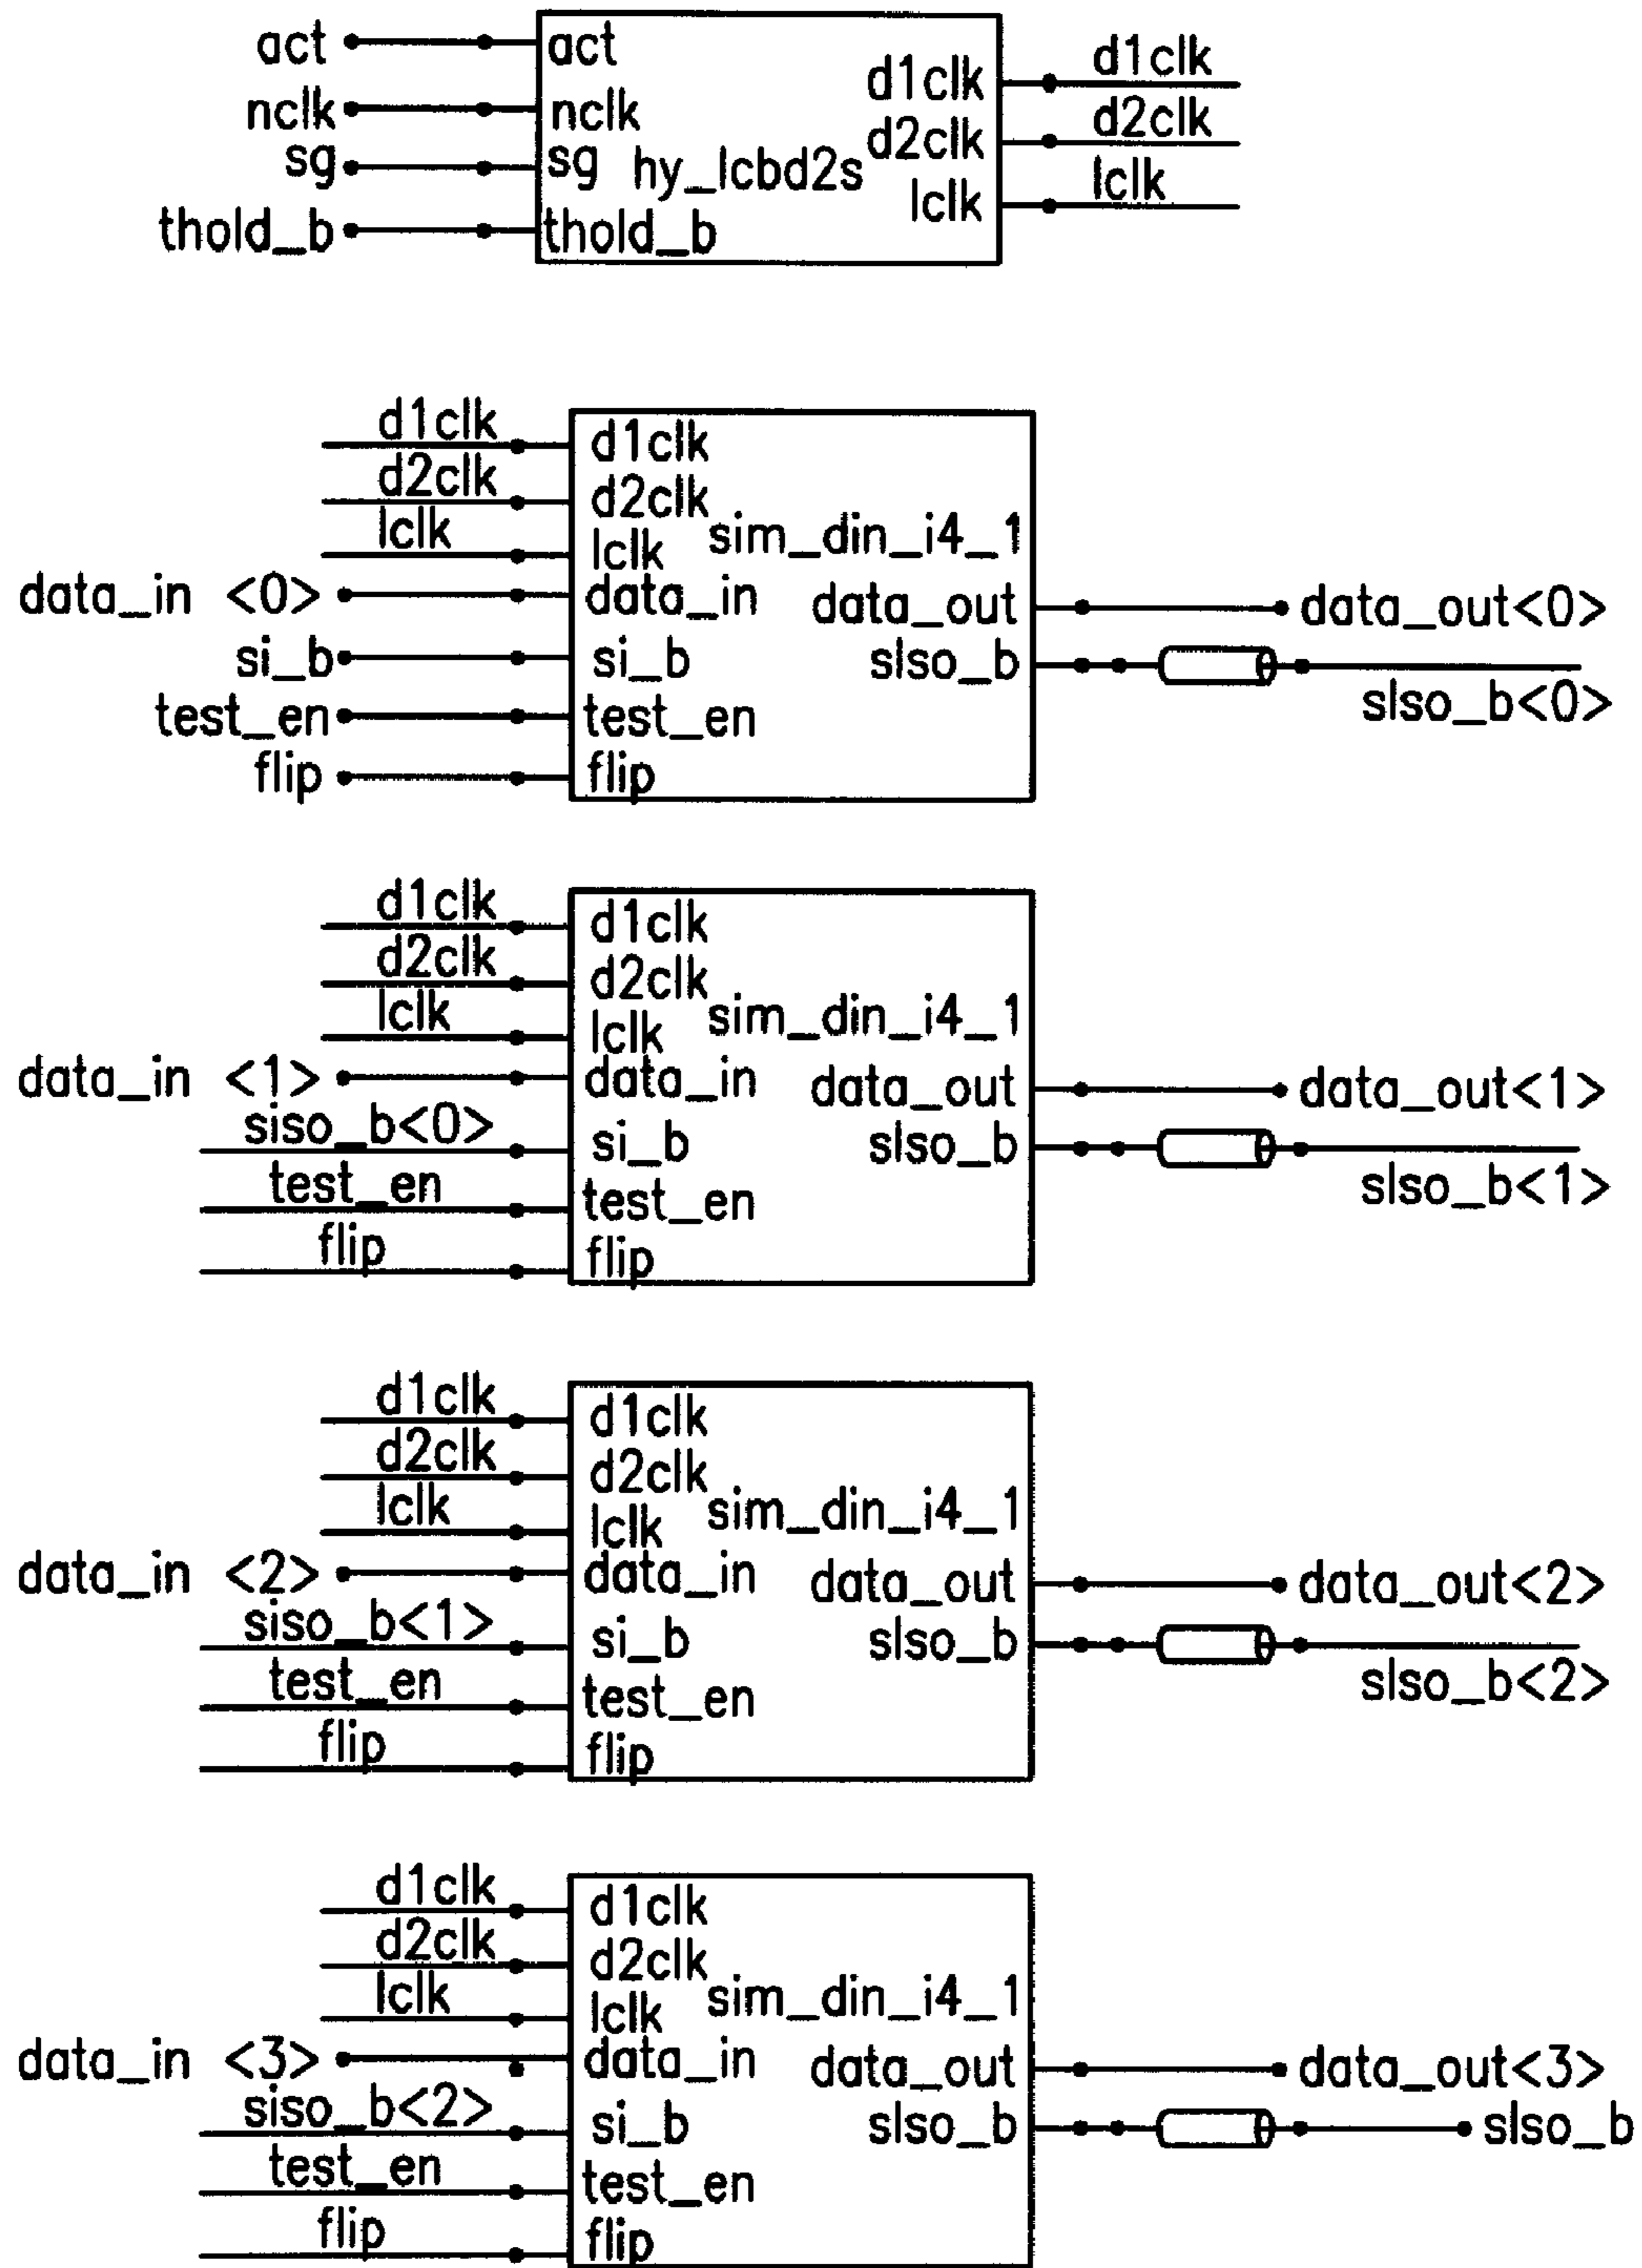 act act d1clk d1clk
nclk nclk d2clk d2clk
sg sg hy_lcbd2s lclk lclk
thold_b thold_b
d1clk d1clk
d2clk d2clk
lclk lclk sim_din_i4_1
data_in <0> data_in data_out data_out<0>
si_b si_b slso_b slso_b<0>
test_en test_en
flip flip
d1clk d1clk
d2clk d2clk
lclk lclk sim_din_i4_1
data_in <1> data_in data_out data_out<1>
siso_b<0> si_b slso_b slso_b<1>
test_en test_en
flip flip
d1clk d1clk
d2clk d2clk
lclk lclk sim_din_i4_1
data_in <2> data_in data_out data_out<2>
siso_b<1> si_b slso_b slso_b<2>
test_en test_en
flip flip
d1clk d1clk
d2clk d2clk
lclk lclk sim_din_i4_1
data_in <3> data_in data_out data_out<3>
siso_b<2> si_b slso_b slso_b
test_en test_en
flip flip